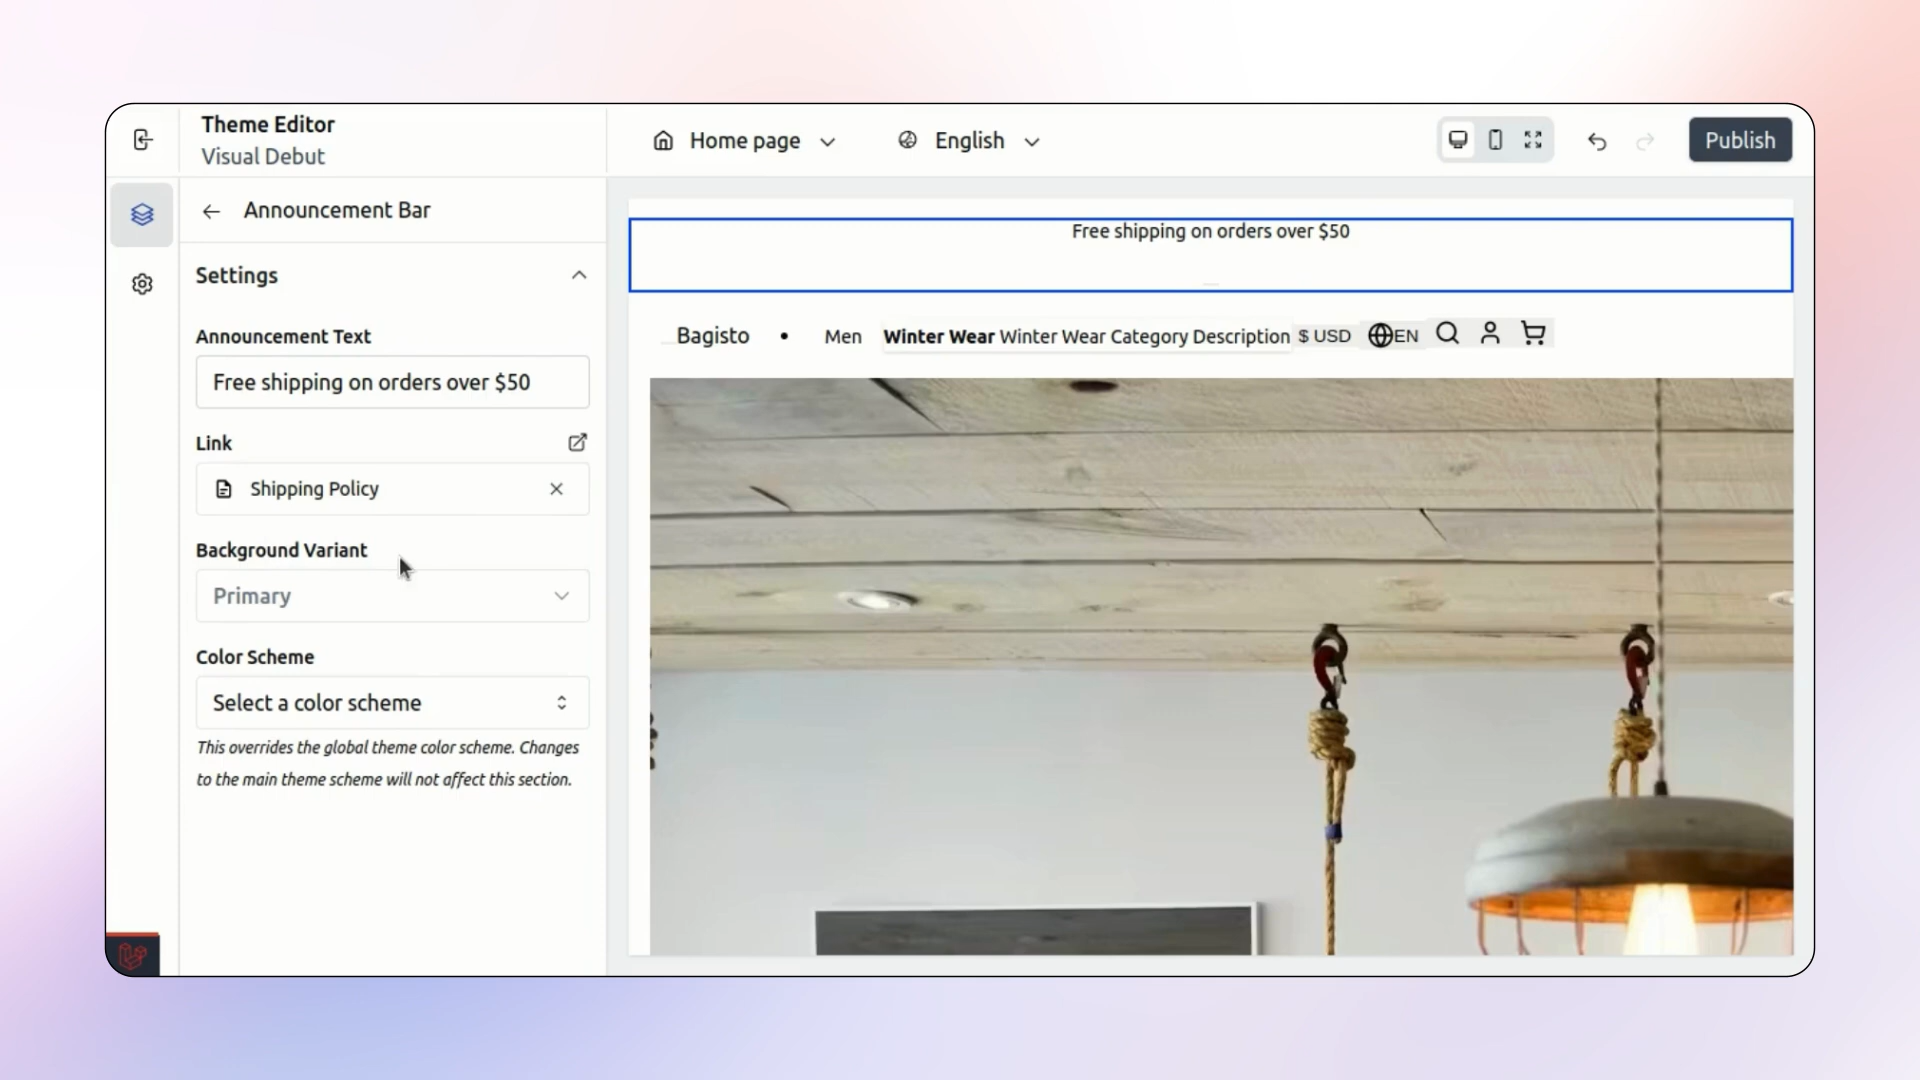 Theme Editor
Visual Debut
Home page
English
Publish
Announcement Bar
Settings
Announcement Text
Free shipping on orders over $50
Link
Shipping Policy
Background Variant
Primary
Color Scheme
Select a color scheme
This overrides the global theme color scheme. Changes
to the main theme scheme will not affect this section.
Free shipping on orders over $50
Bagisto • Men Winter Wear Winter Wear Category Description $ USD EN